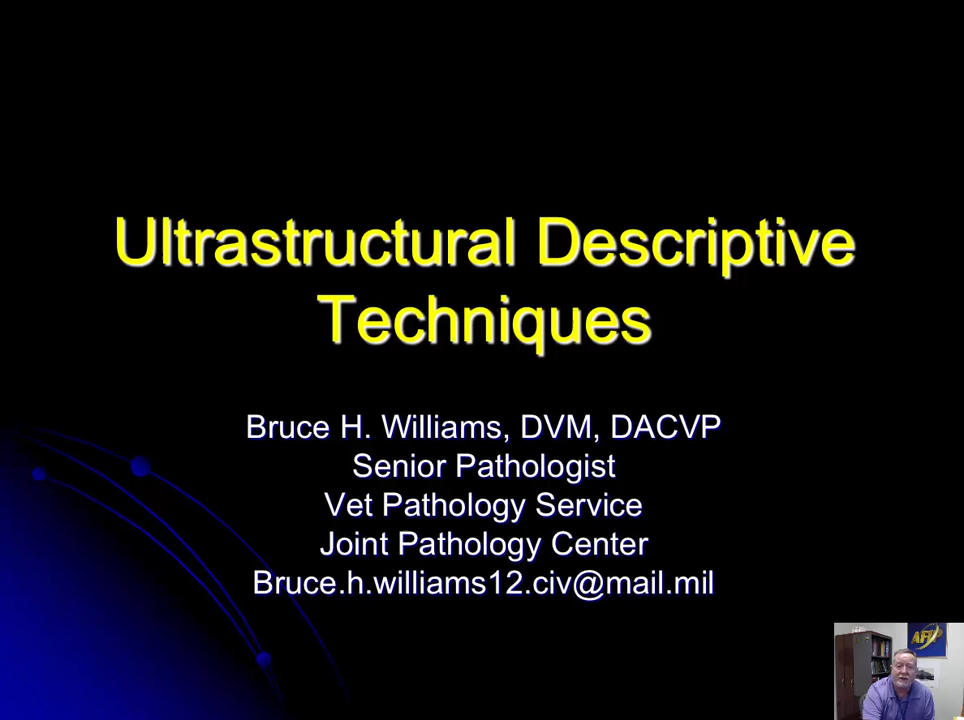 Ultrastructural Descriptive
Techniques
Bruce H. Williams, DVM, DACVP
Senior Pathologist
Vet Pathology Service
Joint Pathology Center
Bruce.h.williams12.civ@mail.mil
AFIP